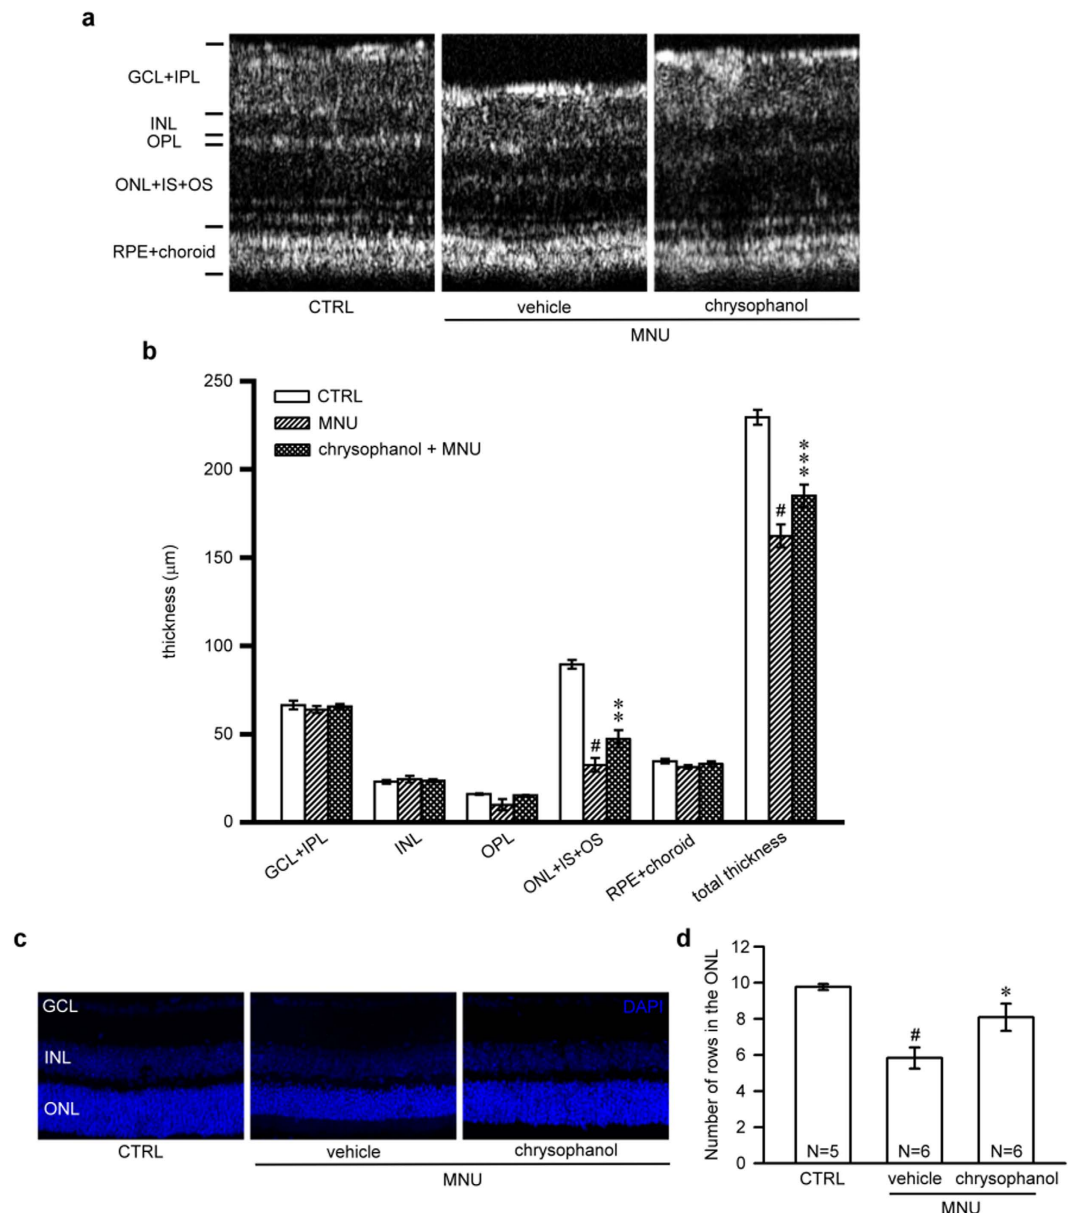 a
GCL+IPL
INL
OPL
ONL+IS+OS
RPE+choroid
CTRL
vehicle
chrysophanol
MNU
b
250
200
150
100
50
0
thickness (μm)
CTRL
MNU
chrysophanol + MNU
#
**
#
***
GCL+IPL
INL
OPL
ONL+IS+OS
RPE+choroid
total thickness
c
GCL
INL
ONL
DAPI
CTRL
vehicle
chrysophanol
MNU
d
Number of rows in the ONL
12
10
8
6
4
2
0
#
*
N=5
N=6
N=6
CTRL
vehicle
chrysophanol
MNU